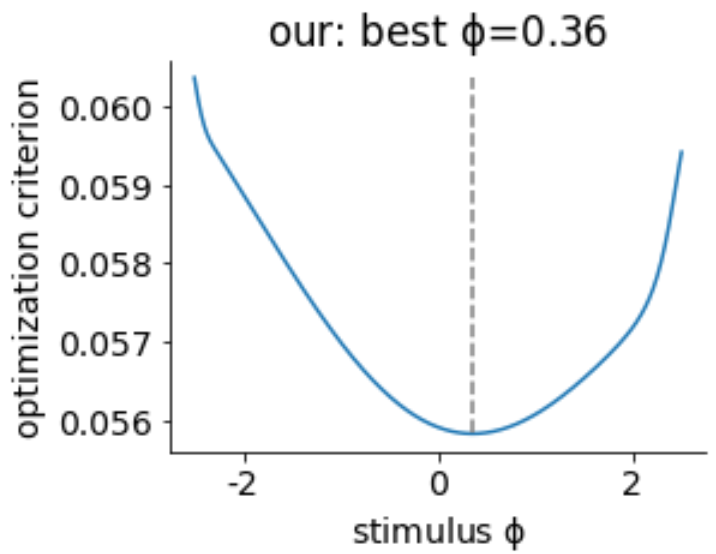 our: best ϕ=0.36
optimization criterion
0.060
0.059
0.058
0.057
0.056
-2 0 2
stimulus ϕ